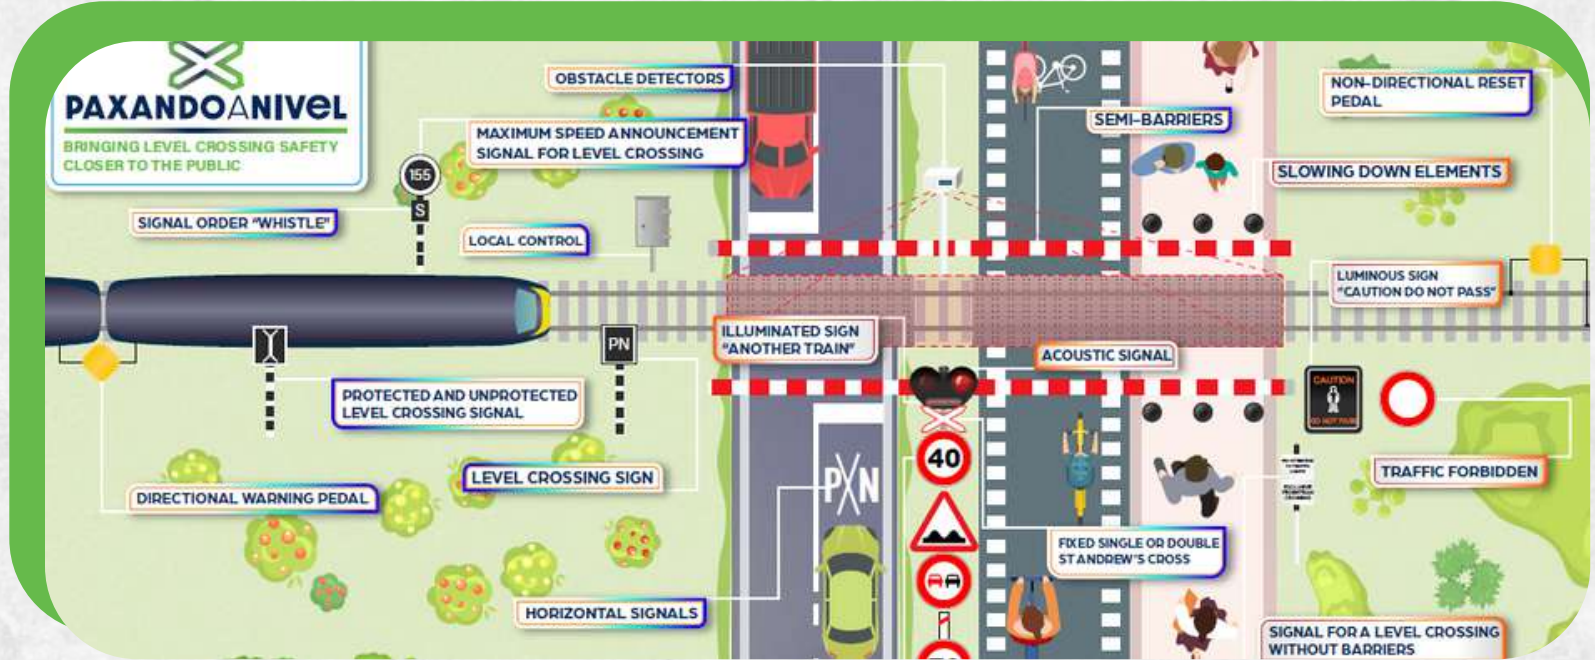 PAXANDOANIVEL
BRINGING LEVEL CROSSING SAFETY
CLOSER TO THE PUBLIC
OBSTACLE DETECTORS
MAXIMUM SPEED ANNOUNCEMENT
SIGNAL FOR LEVEL CROSSING
SEMI-BARRIERS
NON-DIRECTIONAL RESET
PEDAL
SLOWING DOWN ELEMENTS
155
S
SIGNAL ORDER "WHISTLE"
LOCAL CONTROL
LUMINOUS SIGN
"CAUTION DO NOT PASS"
ILLUMINATED SIGN
"ANOTHER TRAIN"
PN
ACOUSTIC SIGNAL
CAUTION
DO NOT PASS
PROTECTED AND UNPROTECTED
LEVEL CROSSING SIGNAL
40
LEVEL CROSSING SIGN
PN
TRAFFIC FORBIDDEN
DIRECTIONAL WARNING PEDAL
FIXED SINGLE OR DOUBLE
ST ANDREW'S CROSS
HORIZONTAL SIGNALS
SIGNAL FOR A LEVEL CROSSING
WITHOUT BARRIERS